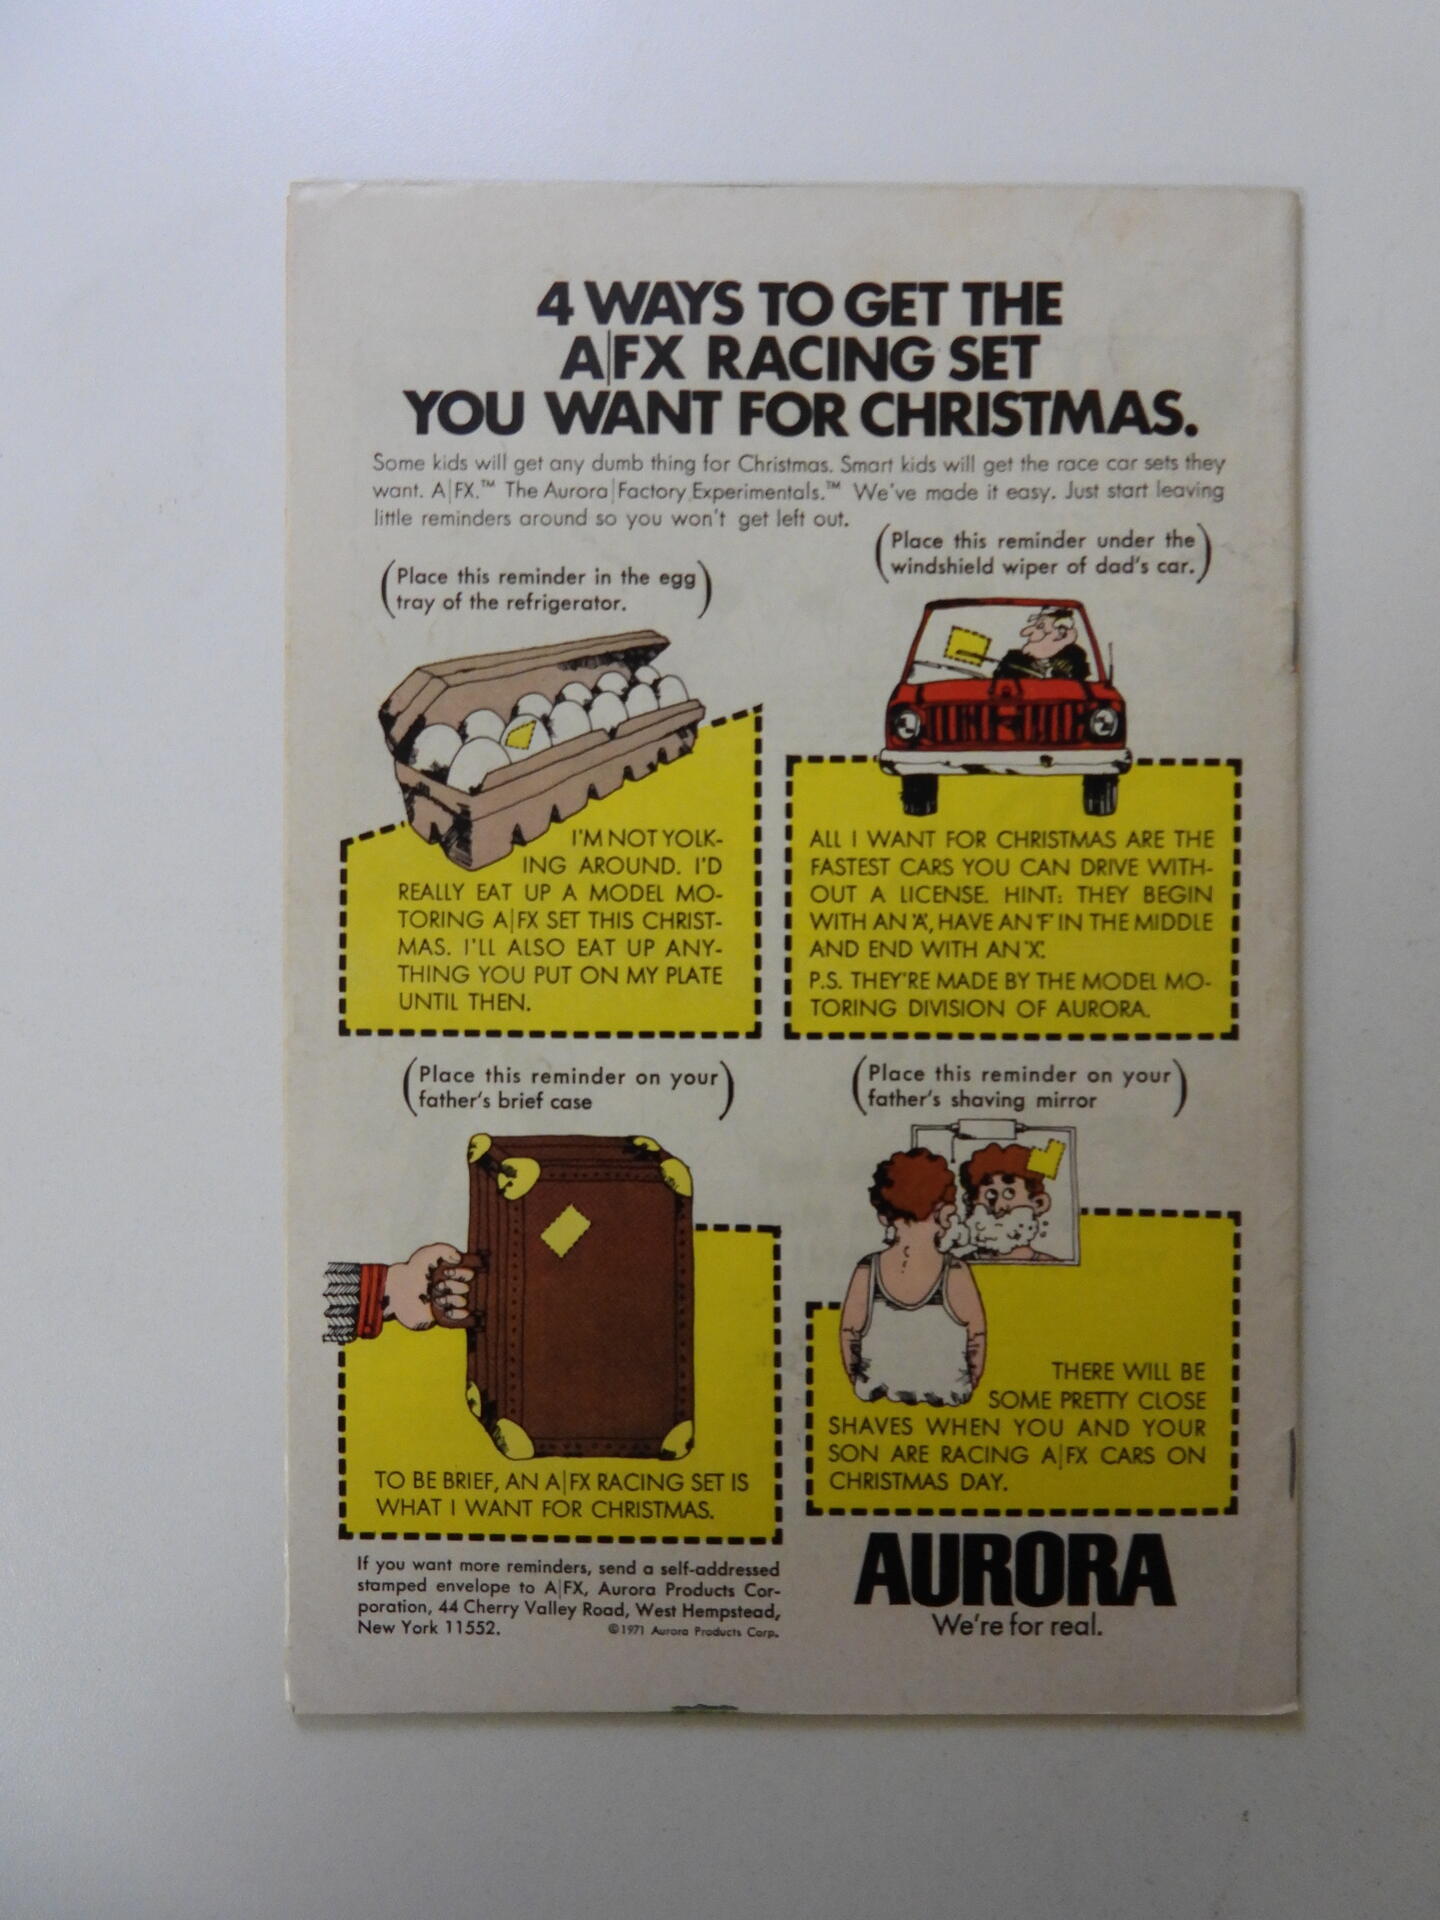 4 WAYS TO GET THE
A|FX RACING SET
YOU WANT FOR CHRISTMAS.
Some kids will get any dumb thing for Christmas. Smart kids will get the race car sets they
want. A|FX.™ The Aurora|Factory Experimentals.™ We've made it easy. Just start leaving
little reminders around so you won't get left out.
(Place this reminder in the egg
tray of the refrigerator.)
I'M NOT YOLK-
ING AROUND. I'D
REALLY EAT UP A MODEL MO-
TORING A|FX SET THIS CHRIST-
MAS. I'LL ALSO EAT UP ANY-
THING YOU PUT ON MY PLATE
UNTIL THEN.
(Place this reminder under the
windshield wiper of dad's car.)
ALL I WANT FOR CHRISTMAS ARE THE
FASTEST CARS YOU CAN DRIVE WITH-
OUT A LICENSE. HINT: THEY BEGIN
WITH AN 'A', HAVE AN 'F' IN THE MIDDLE
AND END WITH AN 'X'.
P.S. THEY'RE MADE BY THE MODEL MO-
TORING DIVISION OF AURORA.
(Place this reminder on your
father's brief case)
TO BE BRIEF, AN A|FX RACING SET IS
WHAT I WANT FOR CHRISTMAS.
(Place this reminder on your
father's shaving mirror)
THERE WILL BE
SOME PRETTY CLOSE
SHAVES WHEN YOU AND YOUR
SON ARE RACING A|FX CARS ON
CHRISTMAS DAY.
If you want more reminders, send a self-addressed
stamped envelope to A|FX, Aurora Products Cor-
poration, 44 Cherry Valley Road, West Hempstead,
New York 11552. ©1971 Aurora Products Corp.
AURORA
We're for real.